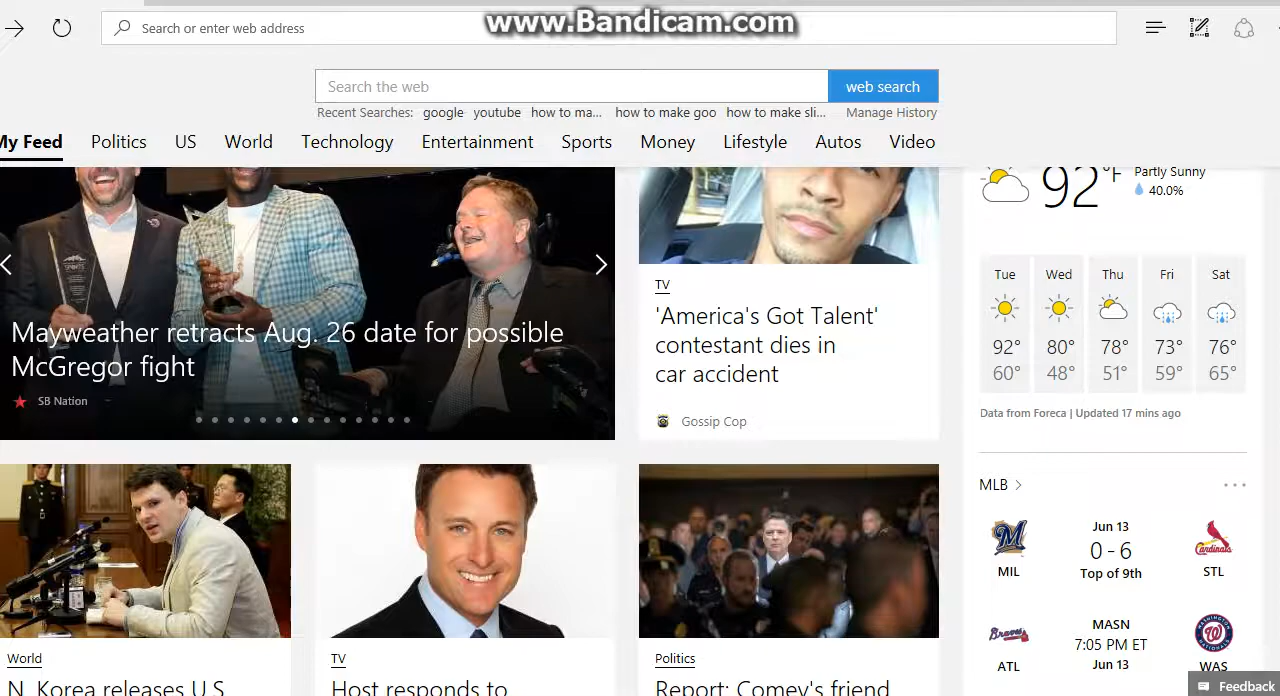 www.Bandicam.com
Search or enter web address
Search the web
web search
Recent Searches: google youtube how to ma... how to make goo how to make sli... Manage History
My Feed Politics US World Technology Entertainment Sports Money Lifestyle Autos Video
Mayweather retracts Aug. 26 date for possible
McGregor fight
SB Nation
TV
'America's Got Talent'
contestant dies in
car accident
Gossip Cop
92°F
Partly Sunny
40.0%
Tue Wed Thu Fri Sat
92° 80° 78° 73° 76°
60° 48° 51° 59° 65°
Data from Foreca | Updated 17 mins ago
MLB
Jun 13
0 - 6
Top of 9th
MIL
STL
Cardinals
Braves
MASN
7:05 PM ET
Jun 13
ATL
WAS
World
N. Korea releases U.S.
TV
Host responds to
Politics
Report: Comey's friend
Feedback